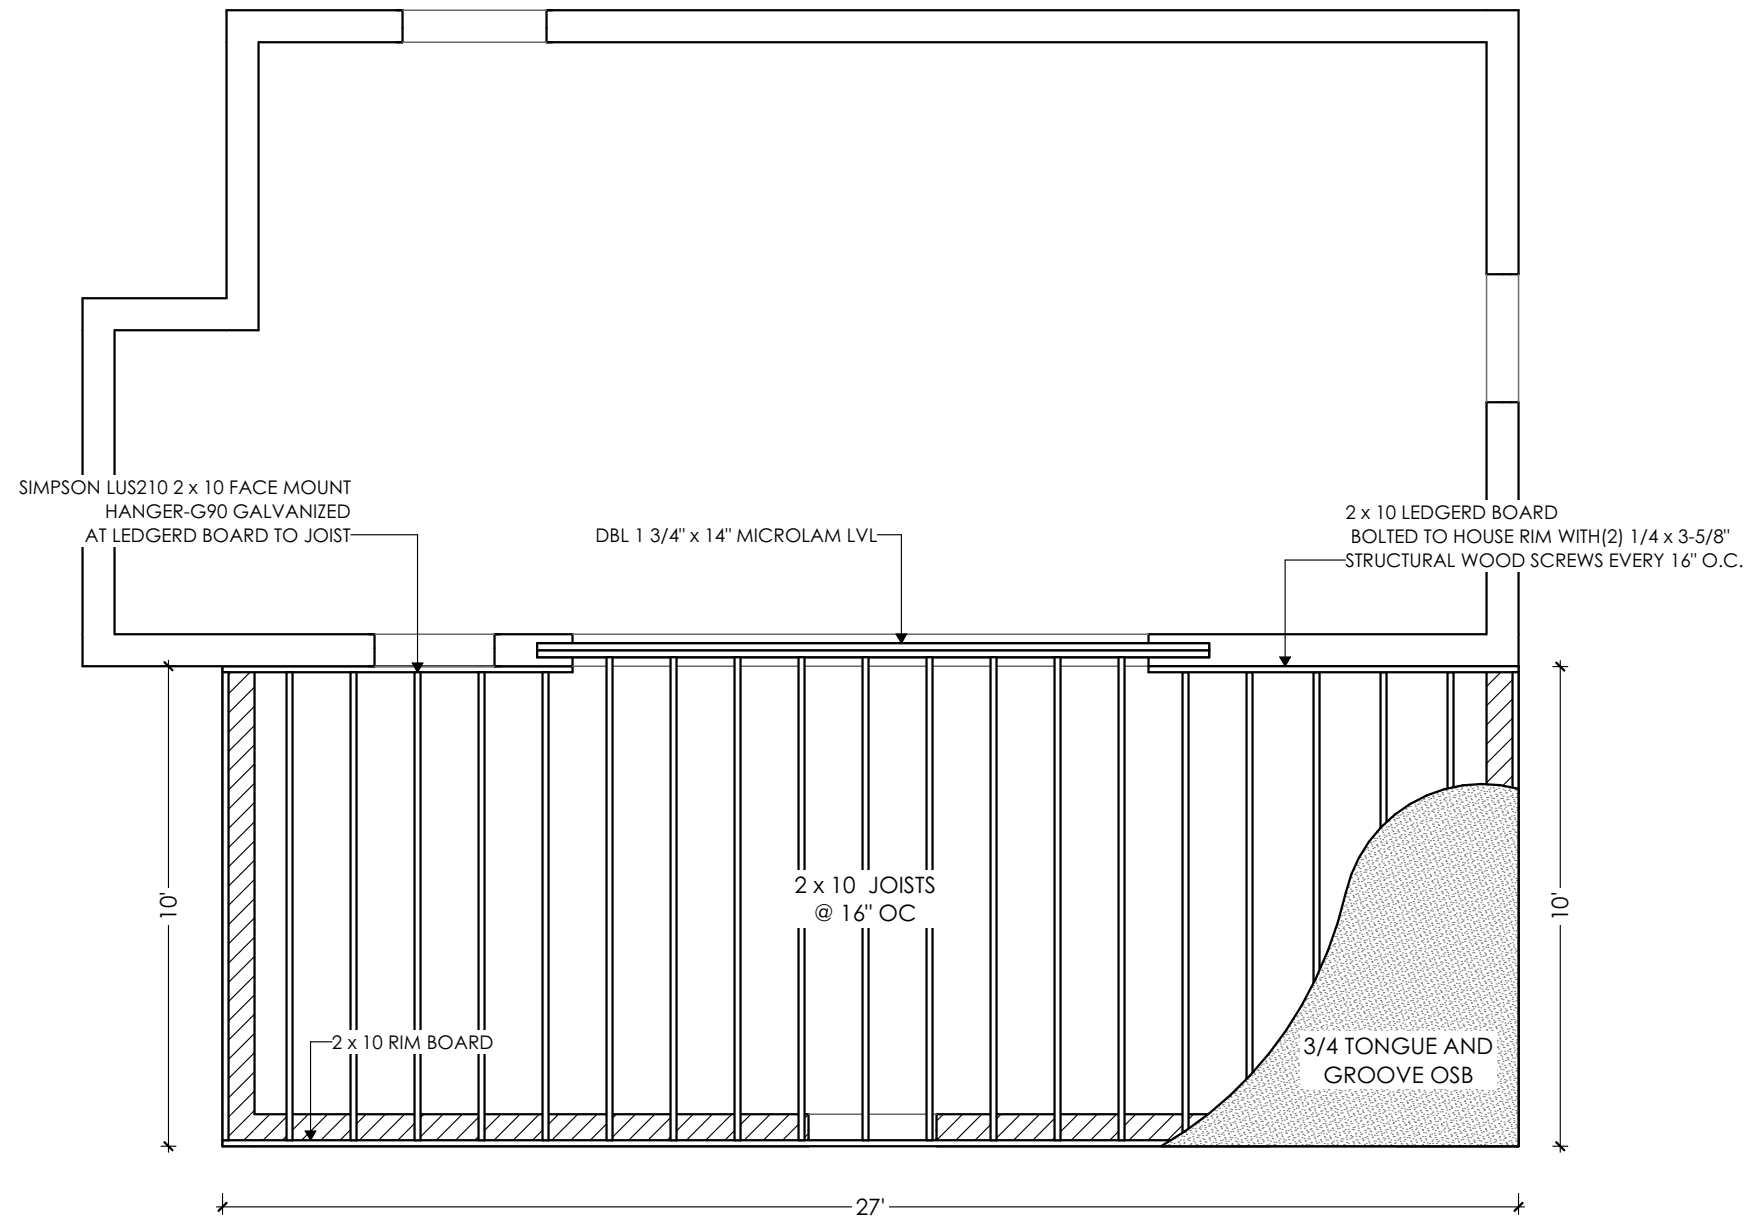 SIMPSON LUS210 2 x 10 FACE MOUNT
HANGER-G90 GALVANIZED
AT LEDGERD BOARD TO JOIST
DBL 1 3/4" x 14" MICROLAM LVL
2 x 10 LEDGERD BOARD
BOLTED TO HOUSE RIM WITH(2) 1/4 x 3-5/8"
STRUCTURAL WOOD SCREWS EVERY 16" O.C.
10'
2 x 10 JOISTS
@ 16" OC
10'
2 x 10 RIM BOARD
3/4 TONGUE AND
GROOVE OSB
27'